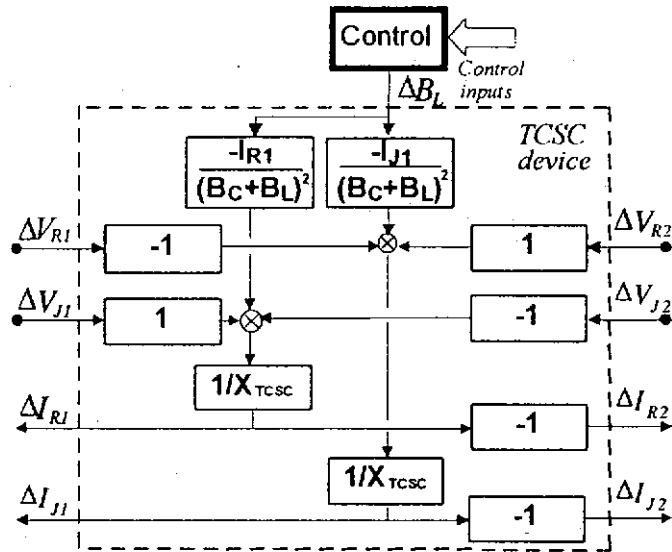 Control
Control
inputs
ΔB_L
TCSC
device
-I_R1
(B_C+B_L)²
-I_J1
(B_C+B_L)²
ΔV_R1
-1
1
ΔV_R2
ΔV_J1
1
-1
ΔV_J2
1/X_TCSC
ΔI_R1
-1
ΔI_R2
1/X_TCSC
ΔI_J1
-1
ΔI_J2